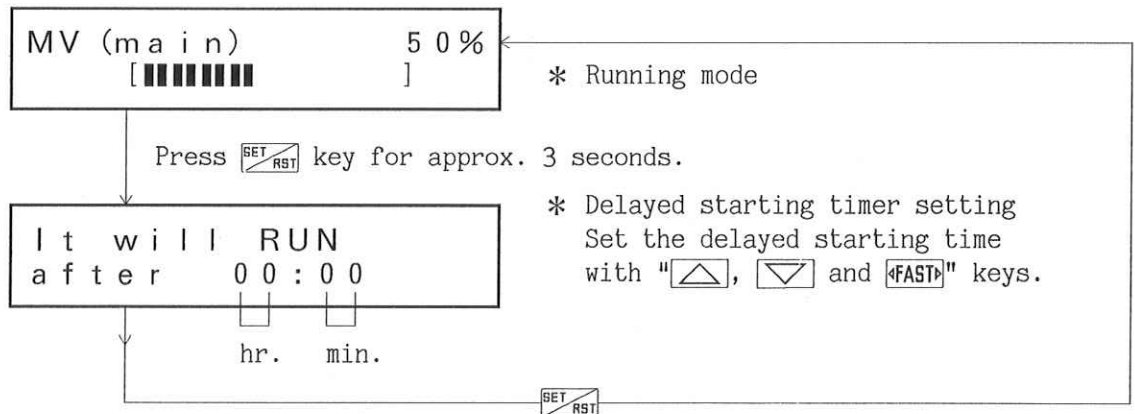 MV (main) 50%
[▮▮▮▮▮▮▮▮ ]
* Running mode
Press SET/RST key for approx. 3 seconds.
It will RUN
after 00:00
hr. min.
* Delayed starting timer setting
Set the delayed starting time
with "△, ▽ and ◁FAST▷" keys.
SET/RST